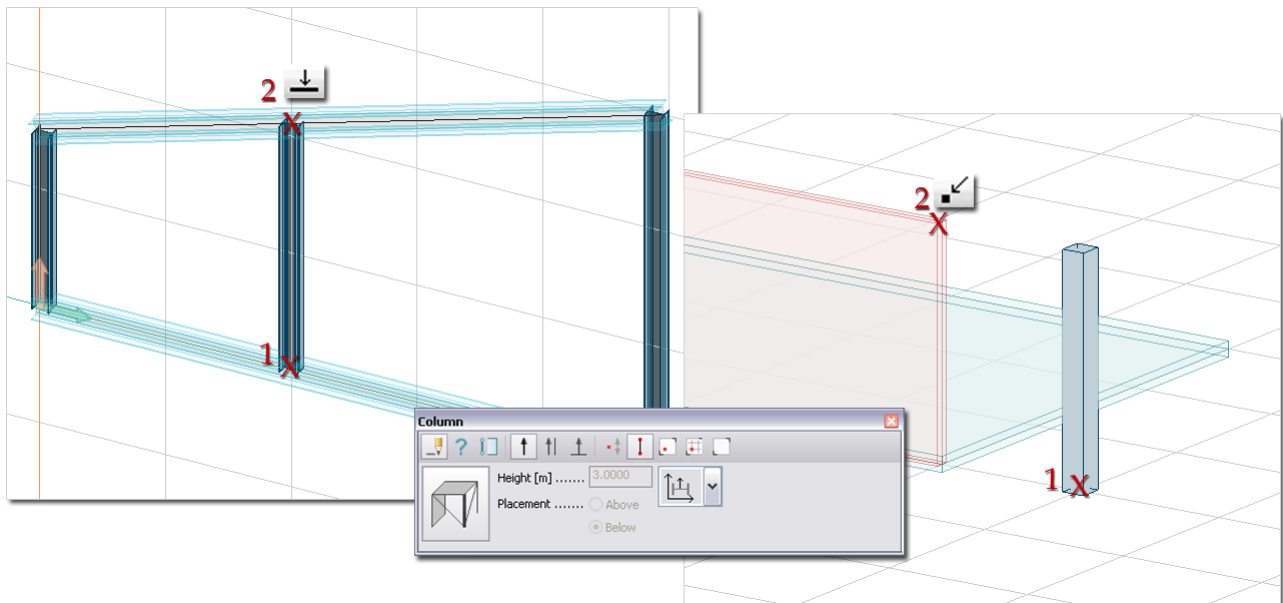 2
X
2
X
1
X
1
X
Column
?
Height [m] ....... 3.0000
Placement ....... Above
Below